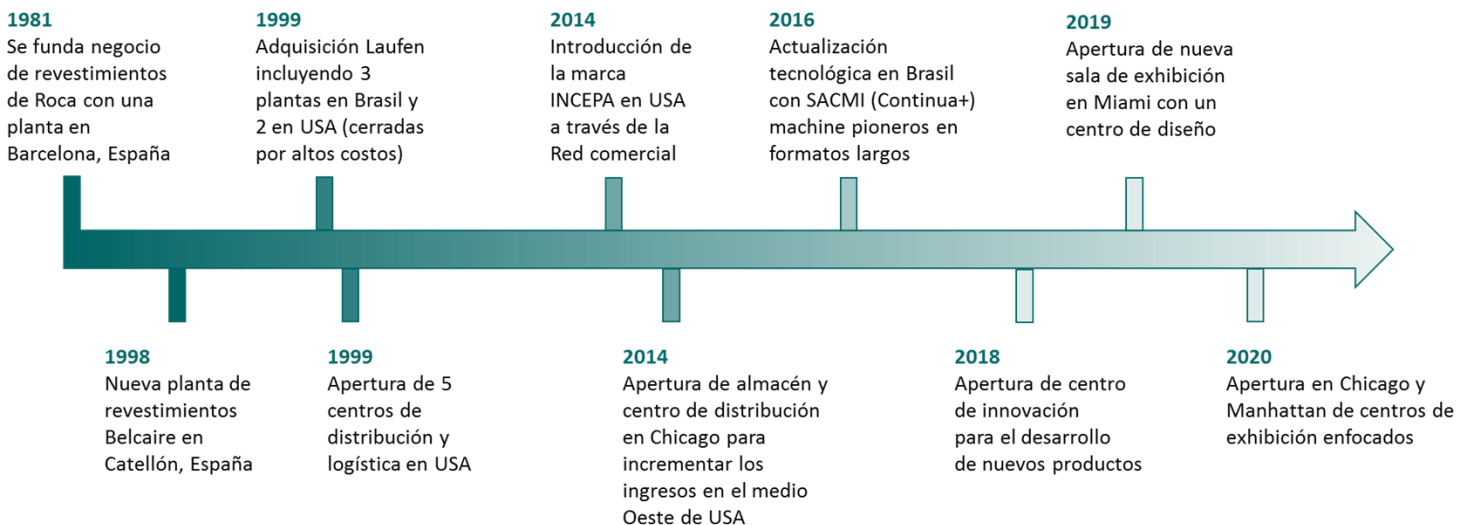 1981
Se funda negocio
de revestimientos
de Roca con una
planta en
Barcelona, España
1999
Adquisición Laufen
incluyendo 3
plantas en Brasil y
2 en USA (cerradas
por altos costos)
2014
Introducción de
la marca
INCEPA en USA
a través de la
Red comercial
2016
Actualización
tecnológica en Brasil
con SACMI (Continua+)
machine pioneros en
formatos largos
2019
Apertura de nueva
sala de exhibición
en Miami con un
centro de diseño
1998
Nueva planta de
revestimientos
Belcaire en
Catellón, España
1999
Apertura de 5
centros de
distribución y
logística en USA
2014
Apertura de almacén y
centro de distribución
en Chicago para
incrementar los
ingresos en el medio
Oeste de USA
2018
Apertura de centro
de innovación
para el desarrollo
de nuevos productos
2020
Apertura en Chicago y
Manhattan de centros de
exhibición enfocados